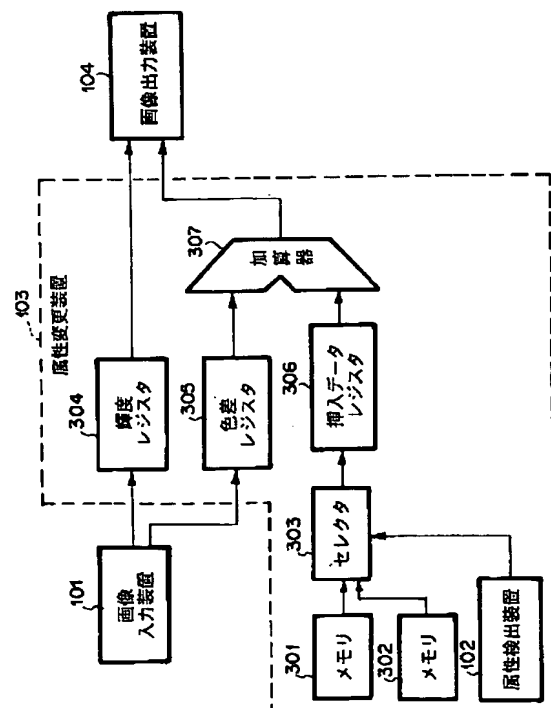 103
属性変更装置
104
画像出力装置
304
輝度
レジスタ
307
加算器
101
画像
入力装置
305
色差
レジスタ
306
挿入データ
レジスタ
303
セレクタ
301
メモリ
302
メモリ
102
属性検出装置